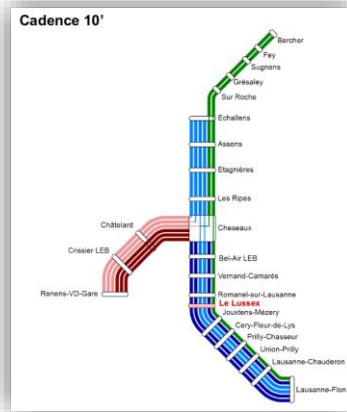 Cadence 10’
Bercher
Fey
Sugnens
Grésaley
Sur Roche
Echallens
Assens
Etagnières
Les Ripes
Châtelard
Cheseaux
Crissier LEB
Bel-Air LEB
Vernand-Camarès
Renens-VD-Gare
Romanel-sur-Lausanne
Le Lussex
Jouxtens-Mézery
Cery-Fleur-de-Lys
Prilly-Chasseur
Union-Prilly
Lausanne-Chauderon
Lausanne-Flon